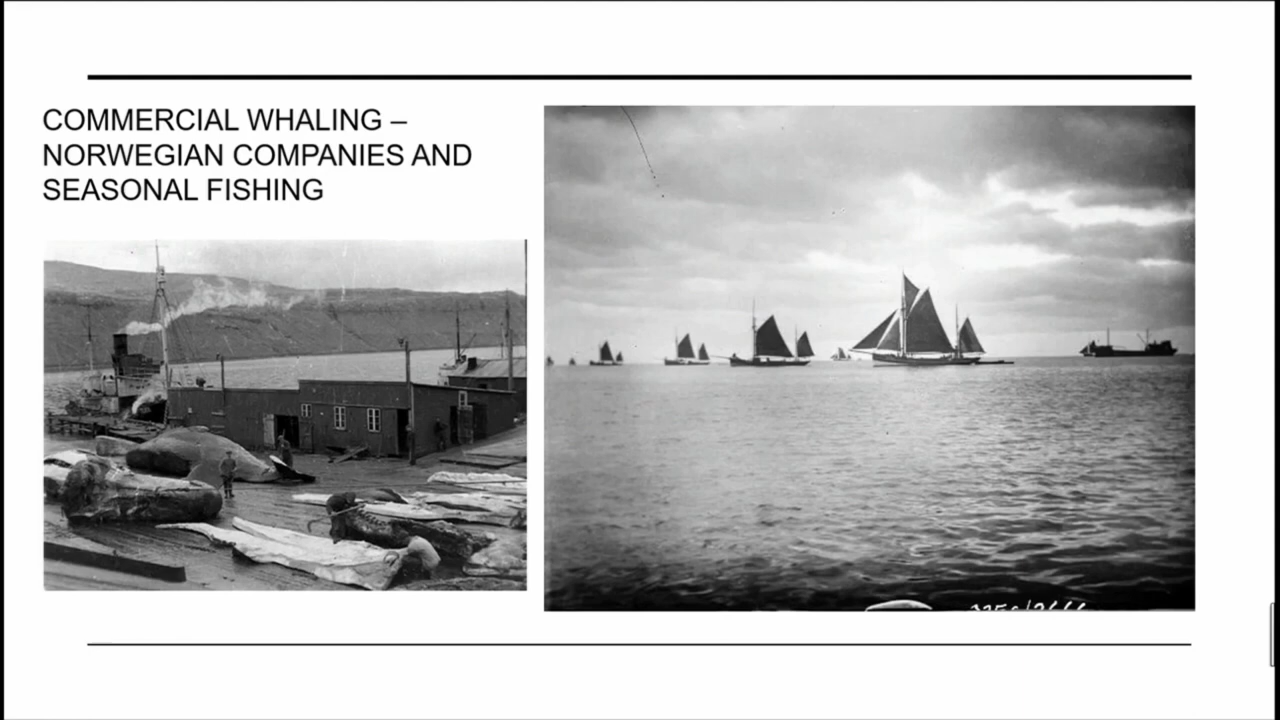 COMMERCIAL WHALING –
NORWEGIAN COMPANIES AND
SEASONAL FISHING